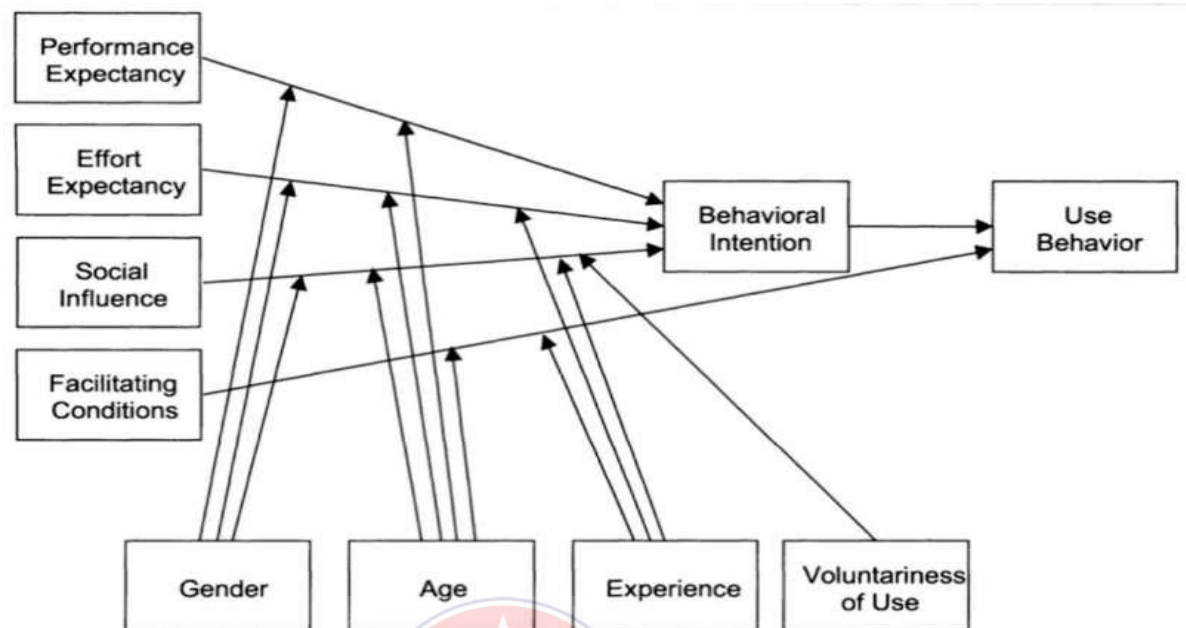 Performance
Expectancy
Effort
Expectancy
Social
Influence
Facilitating
Conditions
Behavioral
Intention
Use
Behavior
Gender
Age
Experience
Voluntariness
of Use